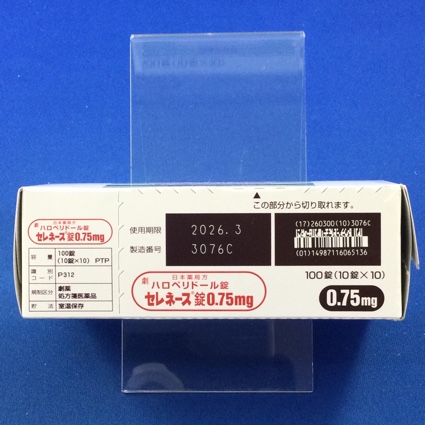 日本薬局方
劇 ハロペリドール錠
セレネース®錠0.75mg
容量 100錠 (10錠×10) PTP
識別コード P312
規制区分 劇薬 処方箋医薬品
貯法 室温保存
この部分から切り取れます。
使用期限 2026.3
製造番号 3076C
(17)260300(10)3076C
(01)14987116065136
日本薬局方
劇 ハロペリドール錠
セレネース®錠0.75mg
100錠(10錠×10)
0.75mg